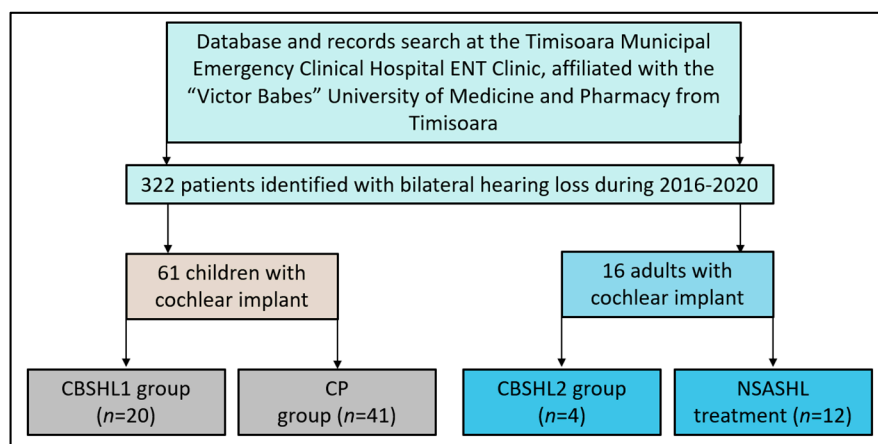 Database and records search at the Timisoara Municipal
Emergency Clinical Hospital ENT Clinic, affiliated with the
“Victor Babes” University of Medicine and Pharmacy from
Timisoara
322 patients identified with bilateral hearing loss during 2016-2020
61 children with
cochlear implant
16 adults with
cochlear implant
CBSHL1 group
(n=20)
CP
group (n=41)
CBSHL2 group
(n=4)
NSASHL
treatment (n=12)